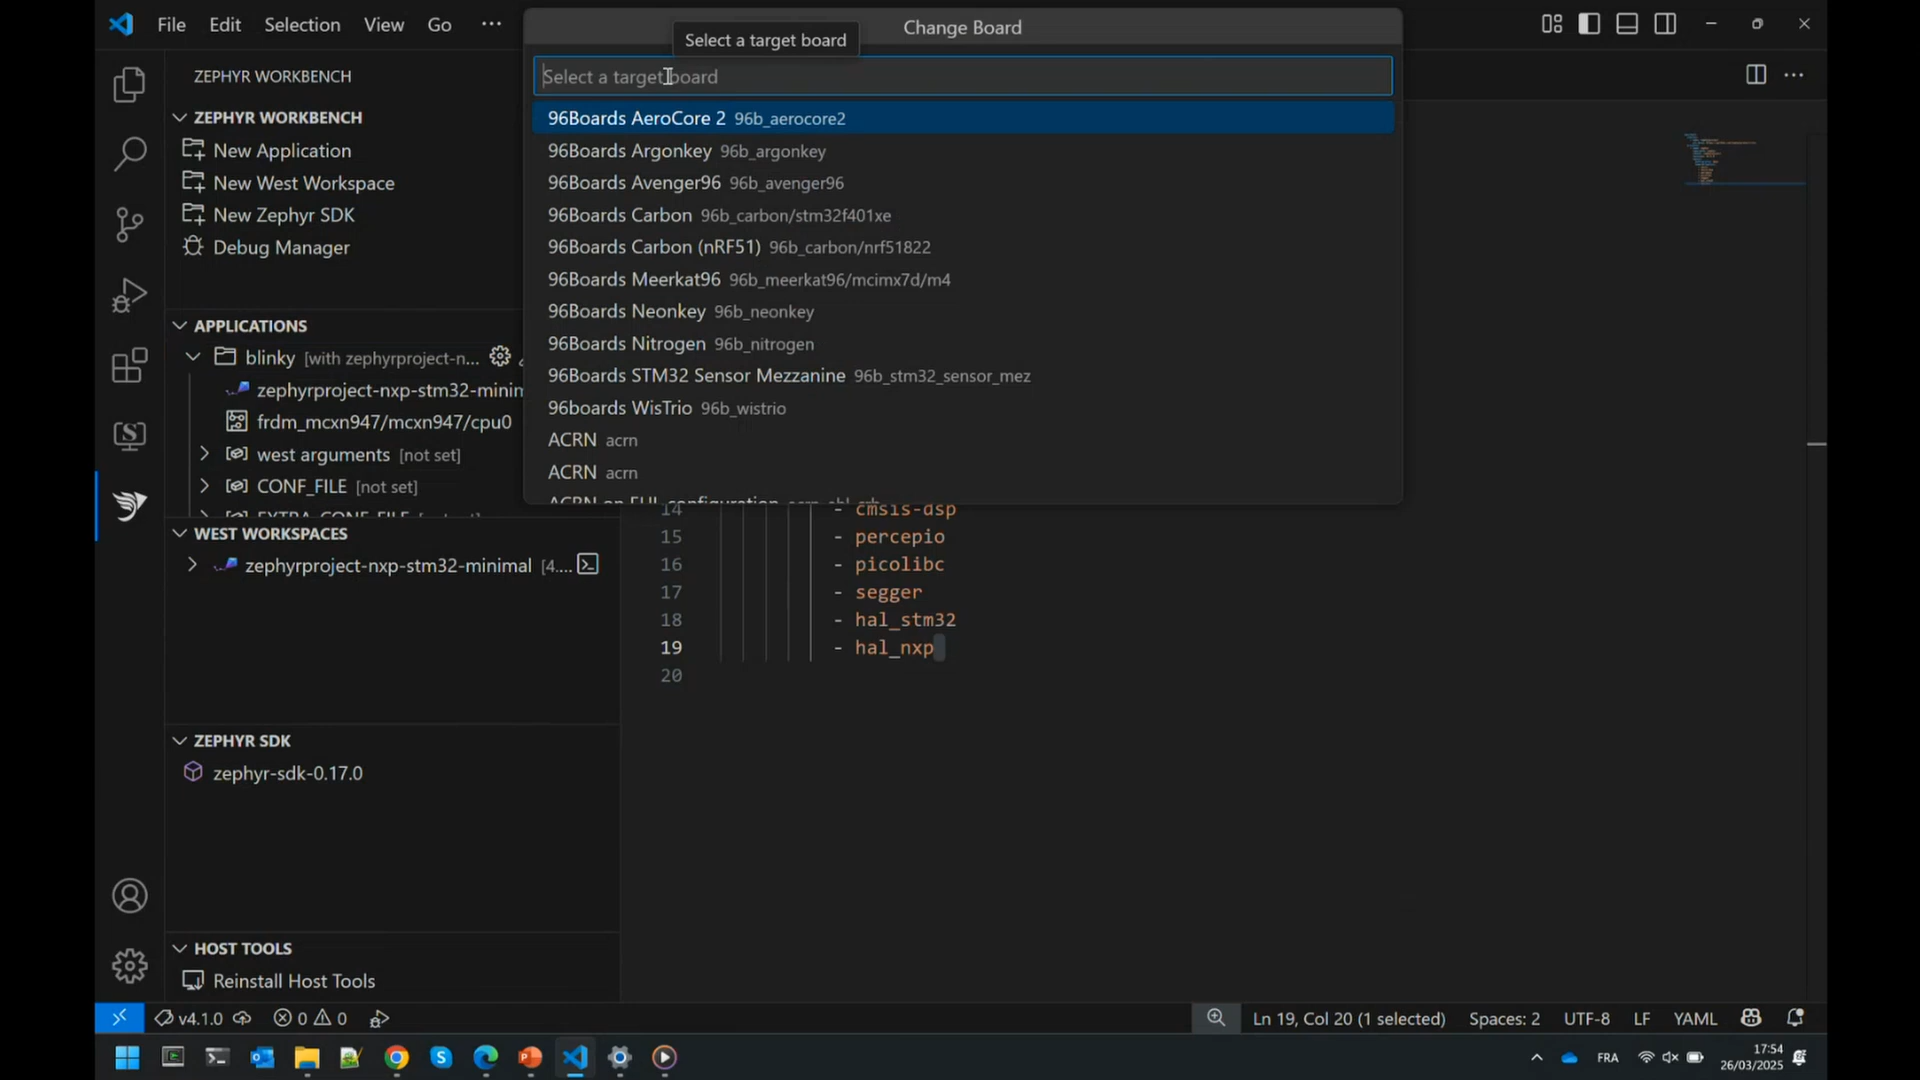 File Edit Selection View Go ···
Change Board
Select a target board
Select a target board
96Boards AeroCore 2 96b_aerocore2
96Boards Argonkey 96b_argonkey
96Boards Avenger96 96b_avenger96
96Boards Carbon 96b_carbon/stm32f401xe
96Boards Carbon (nRF51) 96b_carbon/nrf51822
96Boards Meerkat96 96b_meerkat96/mcimx7d/m4
96Boards Neonkey 96b_neonkey
96Boards Nitrogen 96b_nitrogen
96Boards STM32 Sensor Mezzanine 96b_stm32_sensor_mez
96boards WisTrio 96b_wistrio
ACRN acrn
ACRN acrn
ZEPHYR WORKBENCH
ZEPHYR WORKBENCH
New Application
New West Workspace
New Zephyr SDK
Debug Manager
APPLICATIONS
blinky [with zephyrproject-n...
zephyrproject-nxp-stm32-minim
frdm_mcxn947/mcxn947/cpu0
west arguments [not set]
CONF_FILE [not set]
WEST WORKSPACES
zephyrproject-nxp-stm32-minimal [4....
ZEPHYR SDK
zephyr-sdk-0.17.0
HOST TOOLS
Reinstall Host Tools
14 - cmsis-dsp
15 - percepio
16 - picolibc
17 - segger
18 - hal_stm32
19 - hal_nxp
20
v4.1.0 0 0 Ln 19, Col 20 (1 selected) Spaces: 2 UTF-8 LF YAML
FRA 17:54
26/03/2025